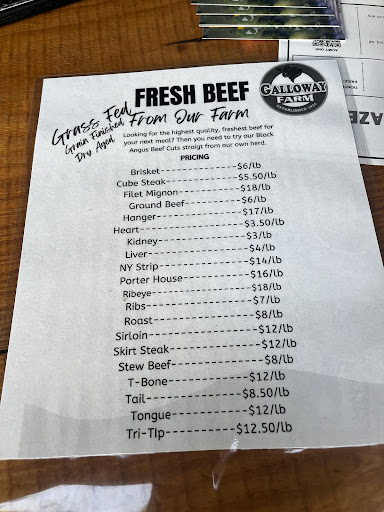 FRESH BEEF
From Our Farm
Grass Fed
Grain Finished
Dry Aged
GALLOWAY
FARM
Looking for the highest quality, freshest beef for
your next meal? Then you need to try our Black
Angus Beef Cuts straigt from our own herd.
PRICING
Brisket------------------$6/lb
Cube Steak----------------$5.50/lb
Filet Mignon--------------$18/lb
Ground Beef-------------$6/lb
Hanger-------------------$17/lb
Heart---------------------$3.50/lb
Kidney------------------$3/lb
Liver--------------------$4/lb
NY Strip-----------------$14/lb
Porter House------------$16/lb
Ribeye-------------------$18/lb
Ribs---------------------$7/lb
Roast--------------------$8/lb
Sirloin-------------------$12/lb
Skirt Steak---------------$12/lb
Stew Beef----------------$8/lb
T-Bone---------------$12/lb
Tail-------------------$8.50/lb
Tongue--------------$12/lb
Tri-TIp---------------$12.50/lb